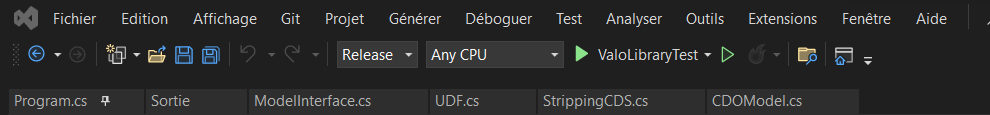 Fichier Edition Affichage Git Projet Générer Déboguer Test Analyser Outils Extensions Fenêtre Aide
Release Any CPU ValoLibraryTest
Program.cs Sortie ModelInterface.cs UDF.cs StrippingCDS.cs CDOModel.cs